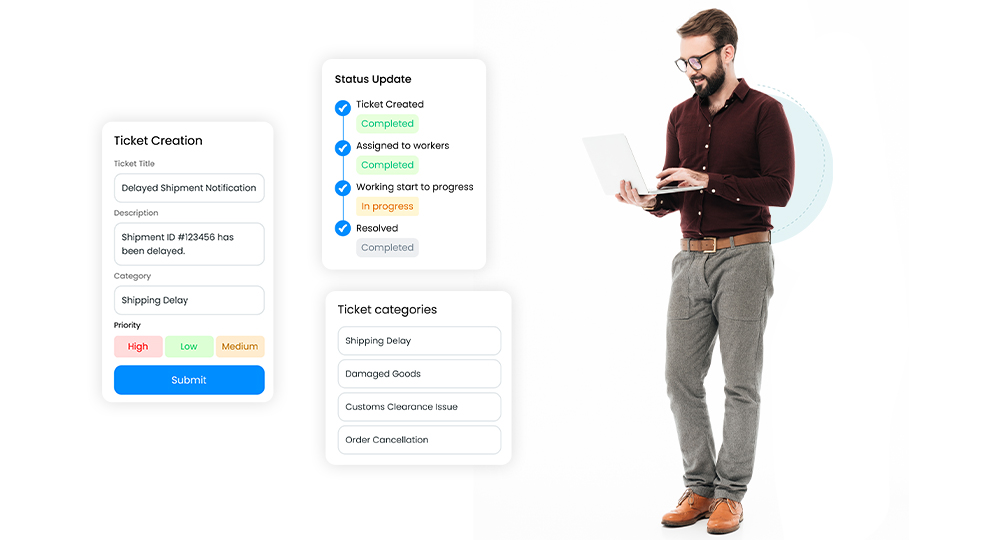 Ticket Creation
Ticket Title
Delayed Shipment Notification
Description
Shipment ID #123456 has
been delayed.
Category
Shipping Delay
Priority
High Low Medium
Submit
Status Update
Ticket Created
Completed
Assigned to workers
Completed
Working start to progress
In progress
Resolved
Completed
Ticket categories
Shipping Delay
Damaged Goods
Customs Clearance Issue
Order Cancellation